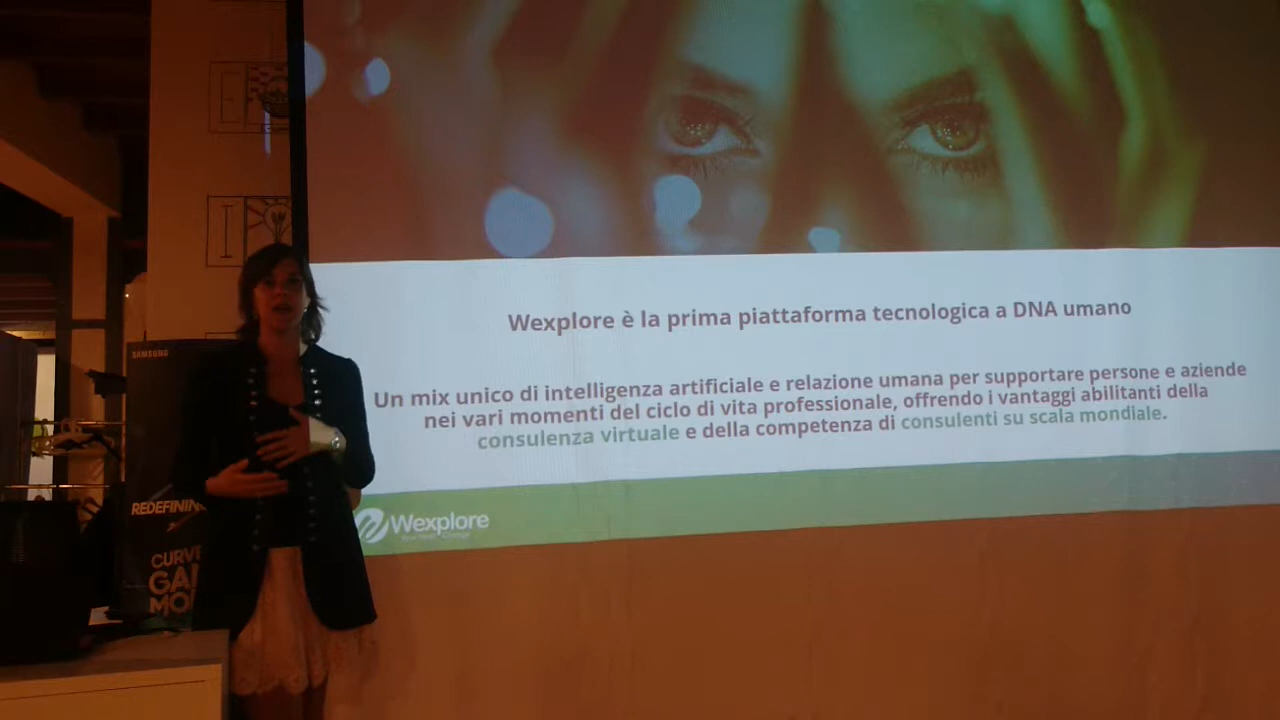 Wexplore è la prima piattaforma tecnologica a DNA umano
Un mix unico di intelligenza artificiale e relazione umana per supportare persone e aziende
nei vari momenti del ciclo di vita professionale, offrendo i vantaggi abilitanti della
consulenza virtuale e della competenza di consulenti su scala mondiale.
Wexplore
SAMSUNG
REDEFINING
CURVE
GA
MO